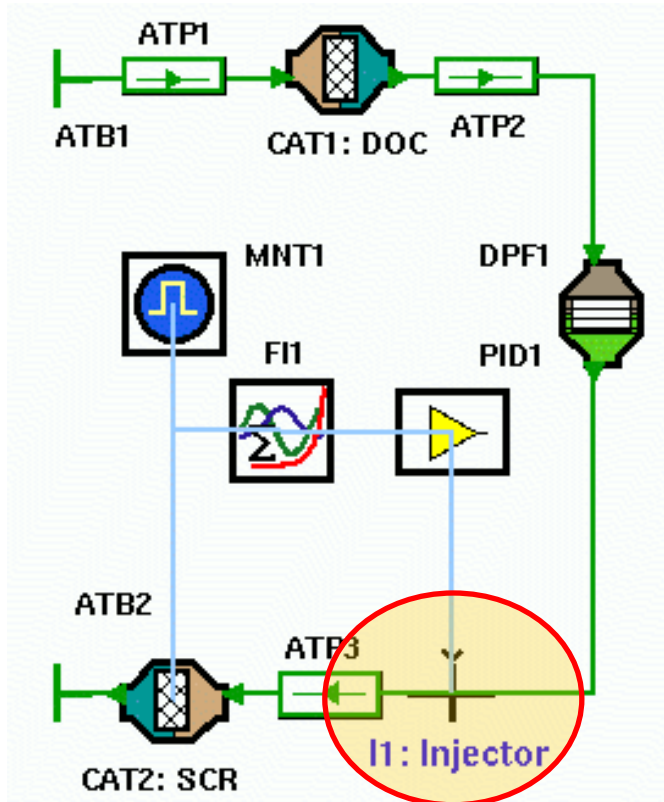 ATP1
ATB1
CAT1: DOC
ATP2
MNT1
DPF1
FI1
PID1
Σ
ATB2
ATP3
I1: Injector
CAT2: SCR